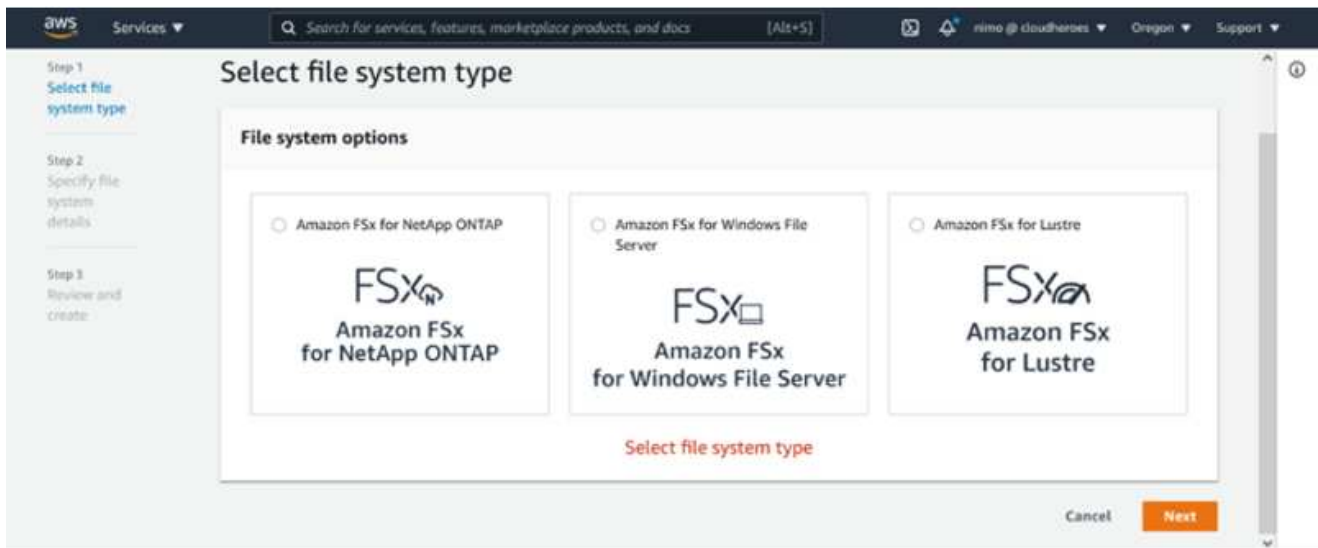 aws Services ▼ Search for services, features, marketplace products, and docs [Alt+S] nimo @ cloudheroes ▼ Oregon ▼ Support ▼
Step 1
Select file
system type
Step 2
Specify file
system
details
Step 3
Review and
create
Select file system type
File system options
Amazon FSx for NetApp ONTAP
FSx N
Amazon FSx
for NetApp ONTAP
Amazon FSx for Windows File
Server
FSx
Amazon FSx
for Windows File Server
Amazon FSx for Lustre
FSx
Amazon FSx
for Lustre
Select file system type
Cancel Next